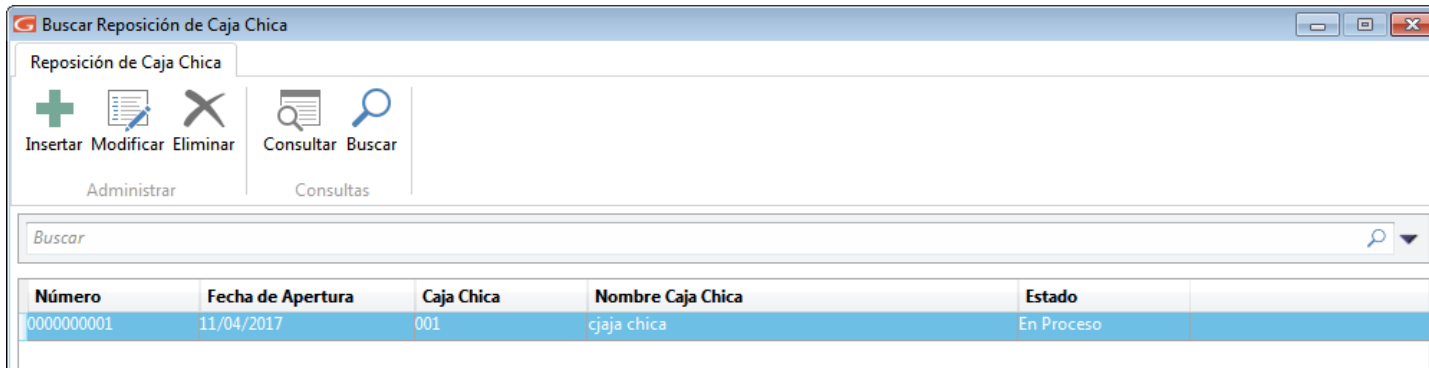 Buscar Reposición de Caja Chica
Reposición de Caja Chica
Insertar Modificar Eliminar Consultar Buscar
Administrar Consultas
Buscar
Número Fecha de Apertura Caja Chica Nombre Caja Chica Estado
0000000001 11/04/2017 001 cjaja chica En Proceso